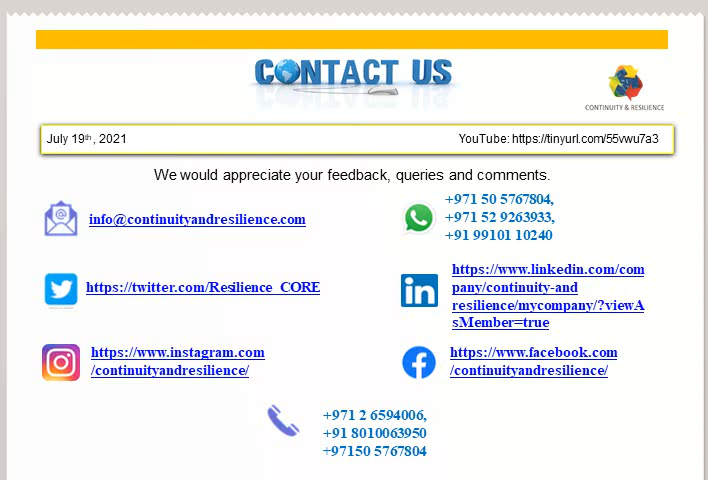 CONTACT US
CONTINUITY & RESILIENCE
July 19th, 2021
YouTube: https://tinyurl.com/55vwu7a3
We would appreciate your feedback, queries and comments.
info@continuityandresilience.com
+971 50 5767804,
+971 52 9263933,
+91 99101 10240
https://twitter.com/Resilience_CORE
https://www.linkedin.com/com
pany/continuity-and
resilience/mycompany/?viewA
sMember=true
https://www.instagram.com
/continuityandresilience/
https://www.facebook.com
/continuityandresilience/
+971 2 6594006,
+91 8010063950
+97150 5767804